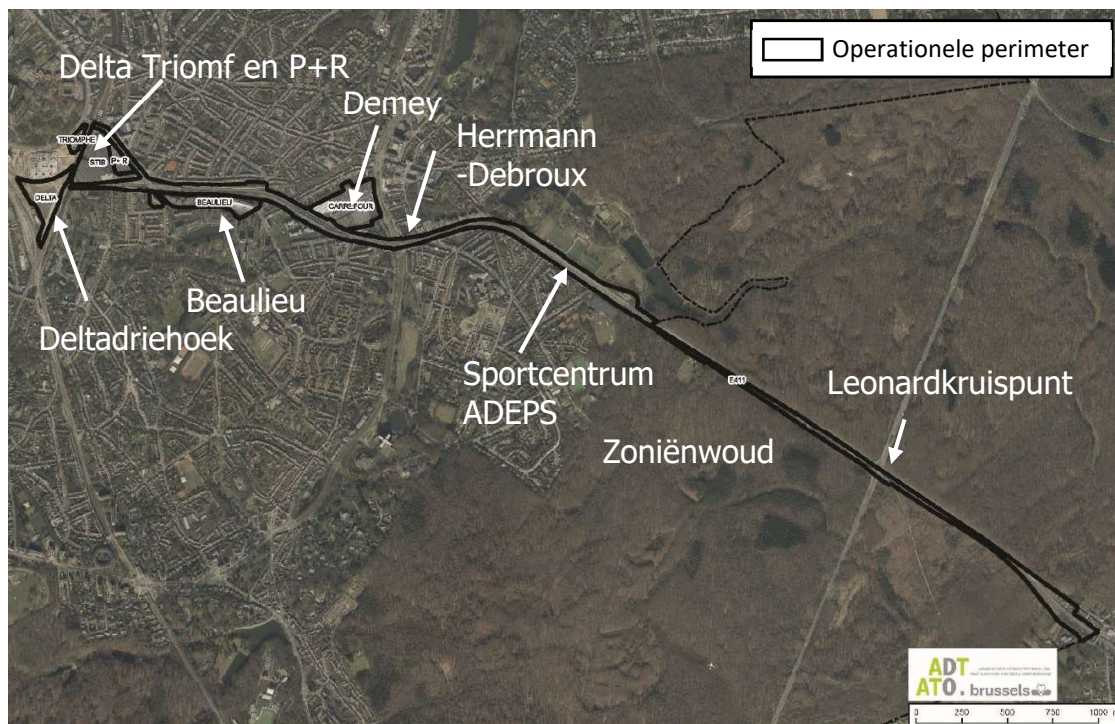 Operationele perimeter
Delta Triomf en P+R
Demey
Herrmann
-Debroux
TRIOMPHE
STIB
P+R
DELTA
BEAULIEU
CARREFOUR
Beaulieu
Deltadriehoek
Sportcentrum
ADEPS
E411
Leonardkruispunt
Zoniënwoud
ADT
ATO. brussels
0 250 500 750 1000